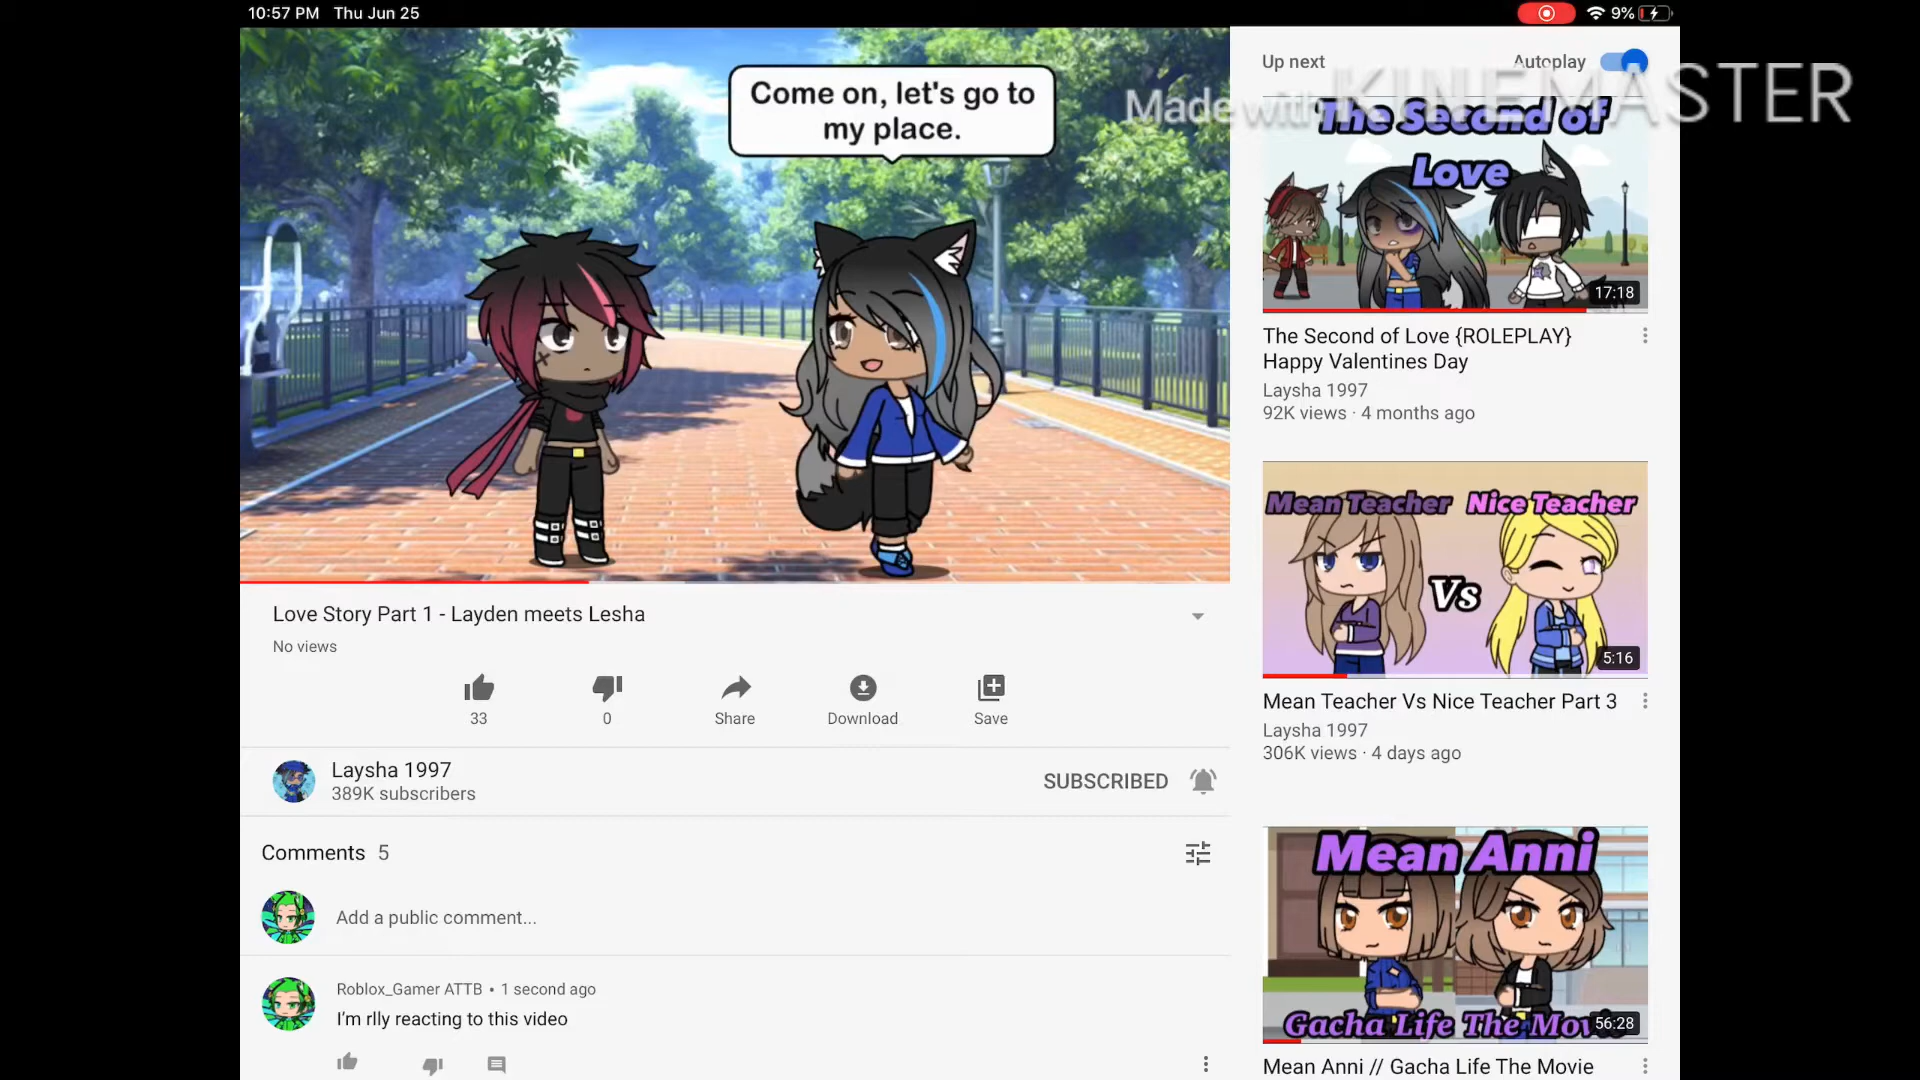 10:57 PM Thu Jun 25
9%
Come on, let's go to
my place.
Up next
Autoplay
Made with KINEMASTER
The Second of
Love
17:18
The Second of Love {ROLEPLAY}
Happy Valentines Day
Laysha 1997
92K views · 4 months ago
Mean Teacher Nice Teacher
Vs
5:16
Mean Teacher Vs Nice Teacher Part 3
Laysha 1997
306K views · 4 days ago
Mean Anni
Gacha Life The Movie
56:28
Mean Anni // Gacha Life The Movie
Love Story Part 1 - Layden meets Lesha
No views
33
0
Share
Download
Save
Laysha 1997
389K subscribers
SUBSCRIBED
Comments 5
Add a public comment...
Roblox_Gamer ATTB • 1 second ago
I'm rlly reacting to this video